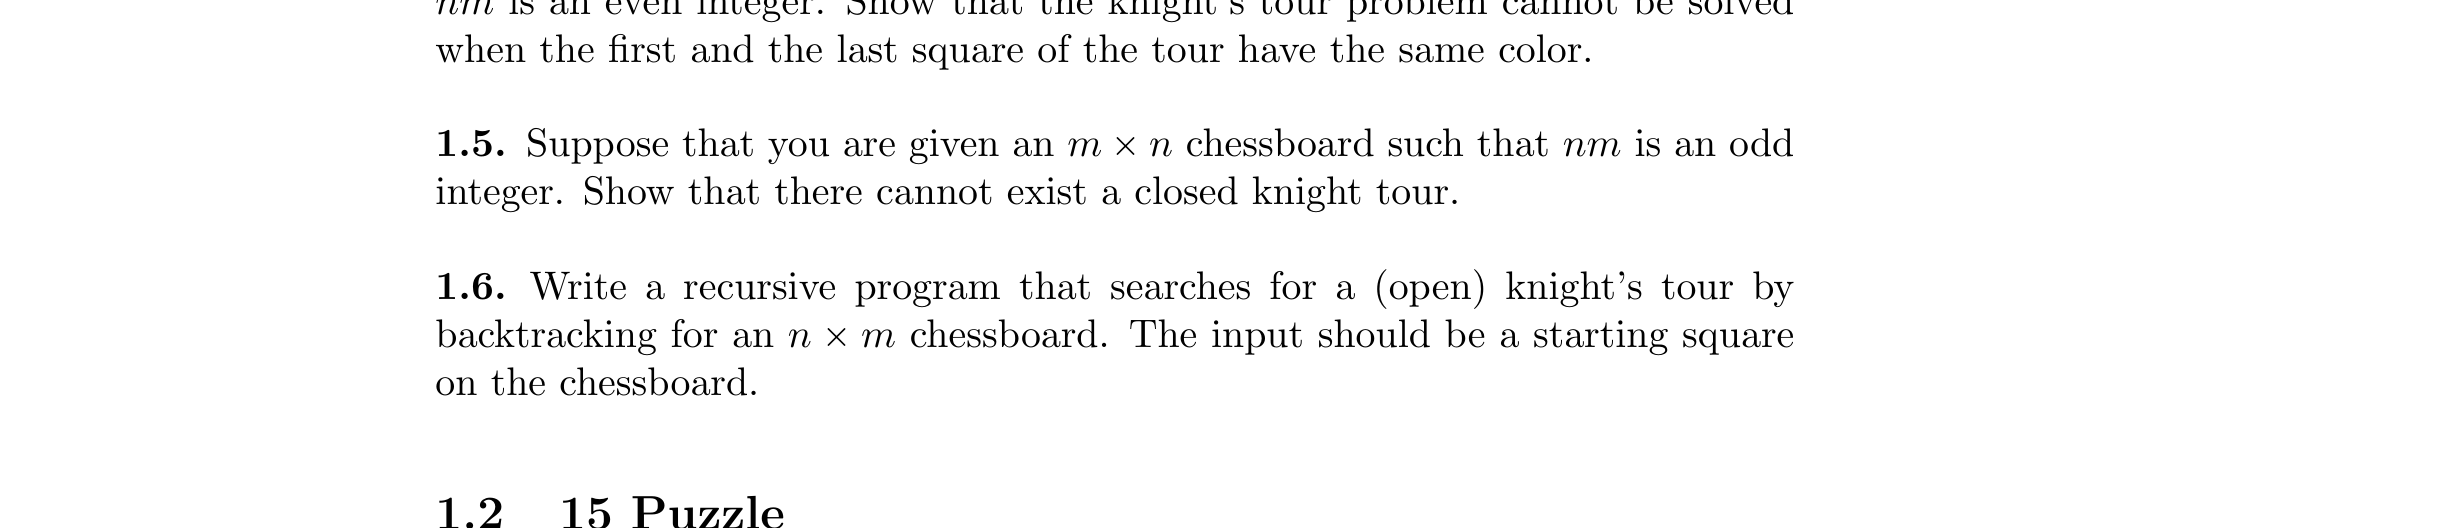 nm is an even integer. Show that the knight's tour problem cannot be solved
when the first and the last square of the tour have the same color.
1.5. Suppose that you are given an m × n chessboard such that nm is an odd
integer. Show that there cannot exist a closed knight tour.
1.6. Write a recursive program that searches for a (open) knight's tour by
backtracking for an n × m chessboard. The input should be a starting square
on the chessboard.
1.2 15 Puzzle